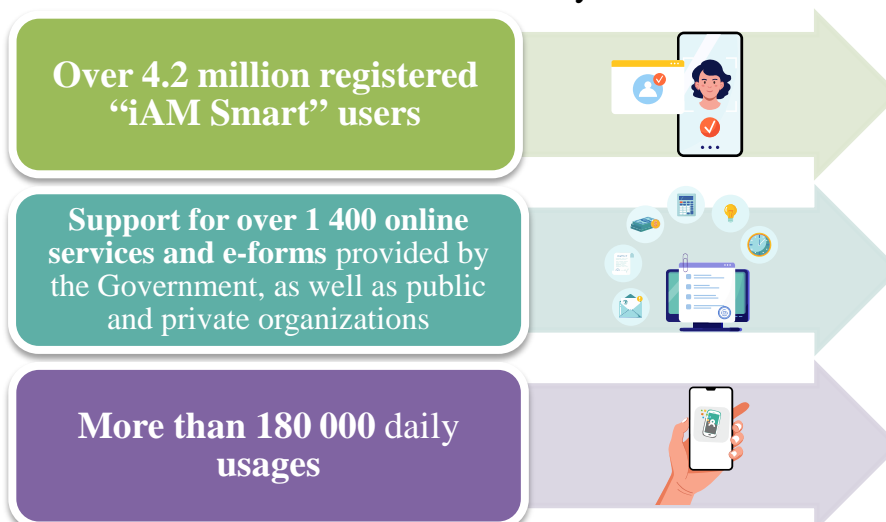 Over 4.2 million registered
“iAM Smart” users
Support for over 1 400 online
services and e-forms provided by
the Government, as well as public
and private organizations
More than 180 000 daily
usages